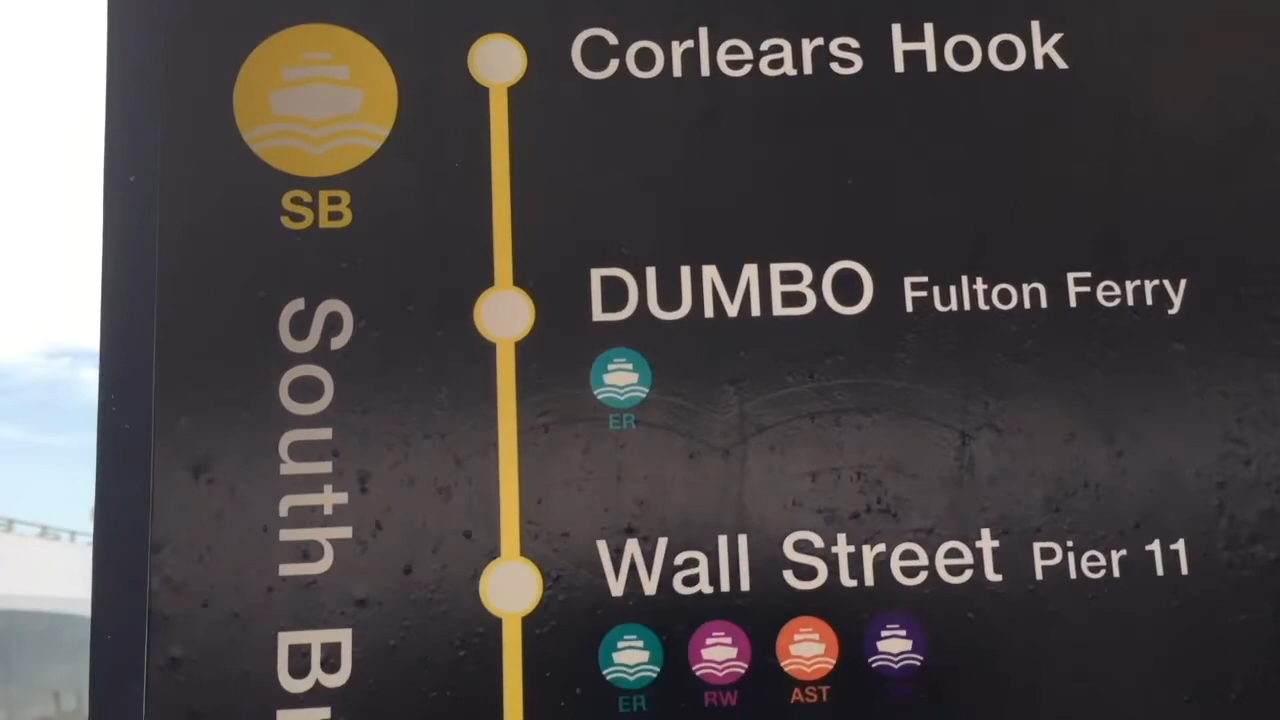 Corlears Hook
SB
DUMBO Fulton Ferry
ER
South
Wall Street Pier 11
ER RW AST